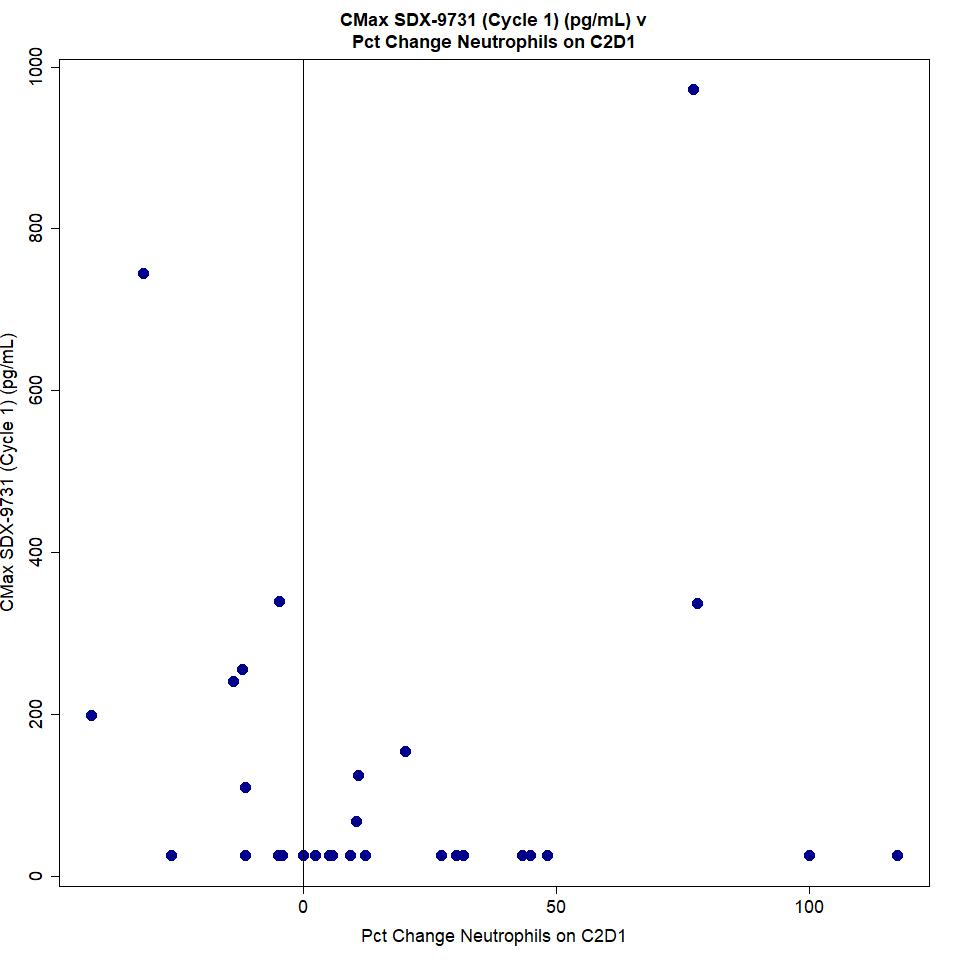 CMax SDX-9731 (Cycle 1) (pg/mL) v
Pct Change Neutrophils on C2D1
1000
800
600
400
200
0
CMax SDX-9731 (Cycle 1) (pg/mL)
0 50 100
Pct Change Neutrophils on C2D1